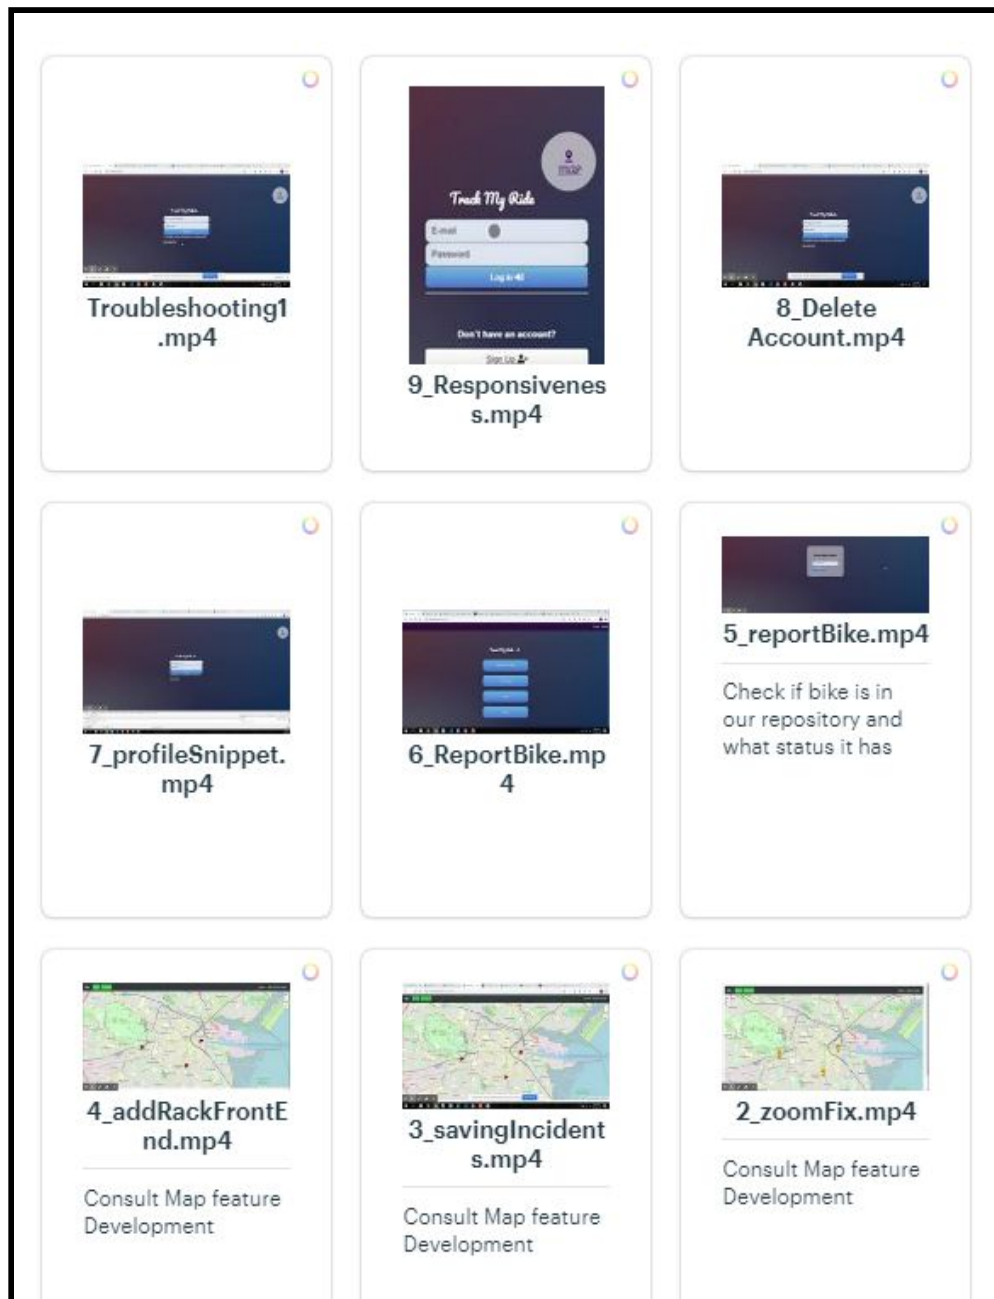 Troubleshooting1
.mp4
Track My Ride
E-mail
Password
Log in
Don't have an account?
Sign Up
9_Responsivenes
s.mp4
8_Delete
Account.mp4
7_profileSnippet.
mp4
6_ReportBike.mp
4
5_reportBike.mp4
Check if bike is in
our repository and
what status it has
4_addRackFrontE
nd.mp4
Consult Map feature
Development
3_savingIncident
s.mp4
Consult Map feature
Development
2_zoomFix.mp4
Consult Map feature
Development